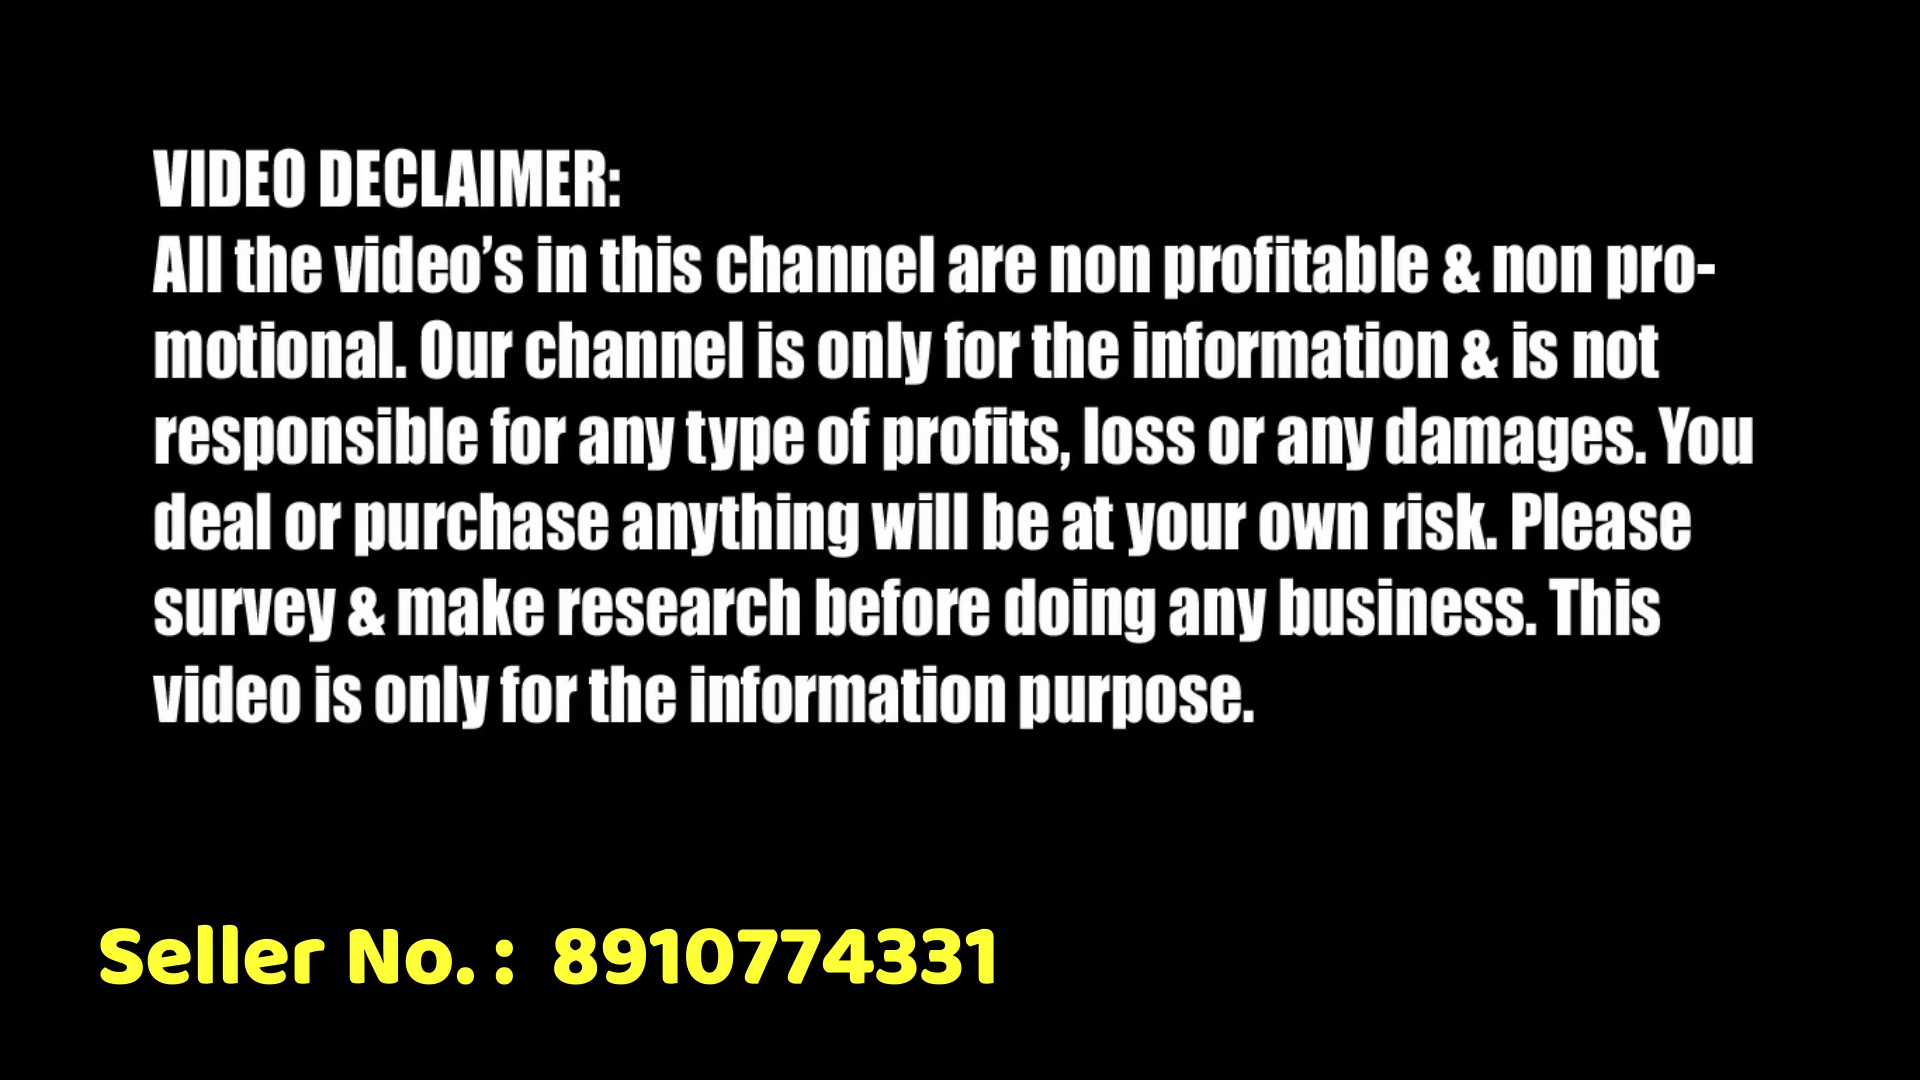 VIDEO DECLAIMER:
All the video’s in this channel are non profitable & non pro-
motional. Our channel is only for the information & is not
responsible for any type of profits, loss or any damages. You
deal or purchase anything will be at your own risk. Please
survey & make research before doing any business. This
video is only for the information purpose.
Seller No. : 8910774331